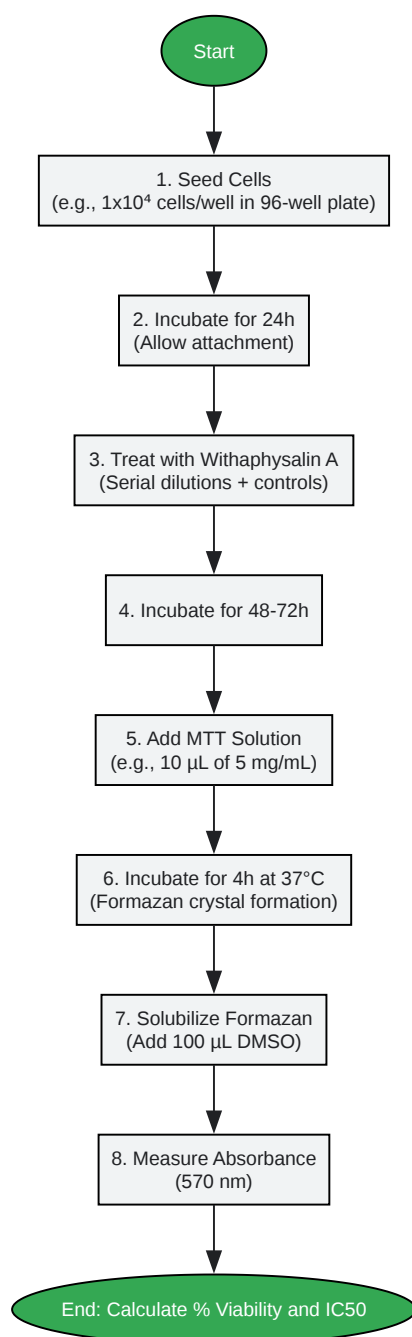 Start
1. Seed Cells
(e.g., 1x10⁴ cells/well in 96-well plate)
2. Incubate for 24h
(Allow attachment)
3. Treat with Withaphysalin A
(Serial dilutions + controls)
4. Incubate for 48-72h
5. Add MTT Solution
(e.g., 10 µL of 5 mg/mL)
6. Incubate for 4h at 37°C
(Formazan crystal formation)
7. Solubilize Formazan
(Add 100 µL DMSO)
8. Measure Absorbance
(570 nm)
End: Calculate % Viability and IC50